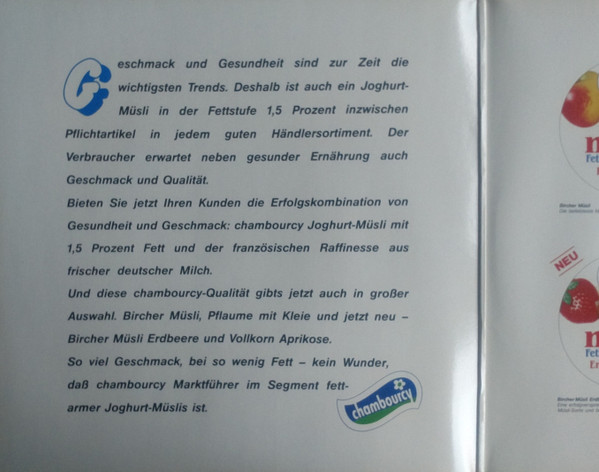 Geschmack und Gesundheit sind zur Zeit die
wichtigsten Trends. Deshalb ist auch ein Joghurt-
Müsli in der Fettstufe 1,5 Prozent inzwischen
Pflichtartikel in jedem guten Händlersortiment. Der
Verbraucher erwartet neben gesunder Ernährung auch
Geschmack und Qualität.
Bieten Sie jetzt Ihren Kunden die Erfolgskombination von
Gesundheit und Geschmack: chambourcy Joghurt-Müsli mit
1,5 Prozent Fett und der französischen Raffinesse aus
frischer deutscher Milch.
Und diese chambourcy-Qualität gibts jetzt auch in großer
Auswahl. Bircher Müsli, Pflaume mit Kleie und jetzt neu –
Bircher Müsli Erdbeere und Vollkorn Aprikose.
So viel Geschmack, bei so wenig Fett – kein Wunder,
daß chambourcy Marktführer im Segment fett-
armer Joghurt-Müslis ist.
chambourcy
Bircher Müsli
NEU
Bircher Müsli